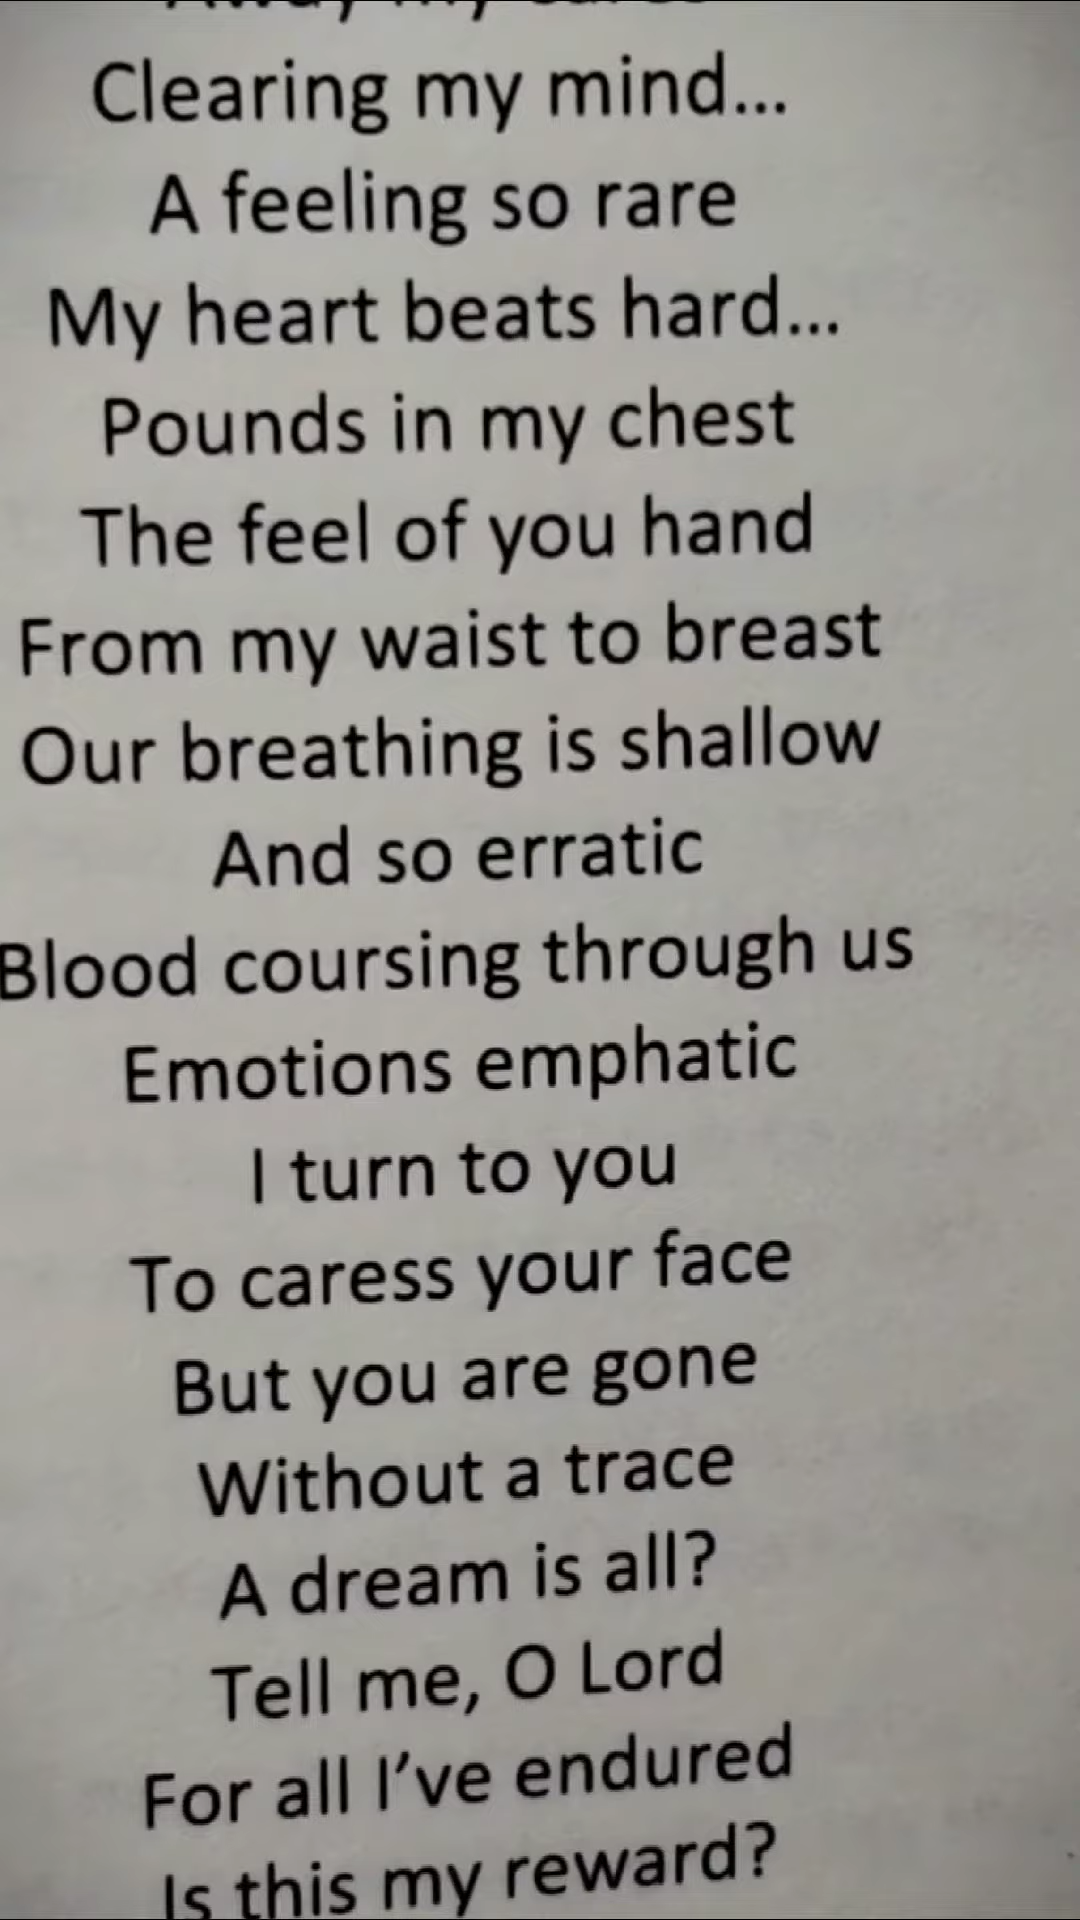 Away my cares
Clearing my mind...
A feeling so rare
My heart beats hard...
Pounds in my chest
The feel of you hand
From my waist to breast
Our breathing is shallow
And so erratic
Blood coursing through us
Emotions emphatic
I turn to you
To caress your face
But you are gone
Without a trace
A dream is all?
Tell me, O Lord
For all I've endured
Is this my reward?